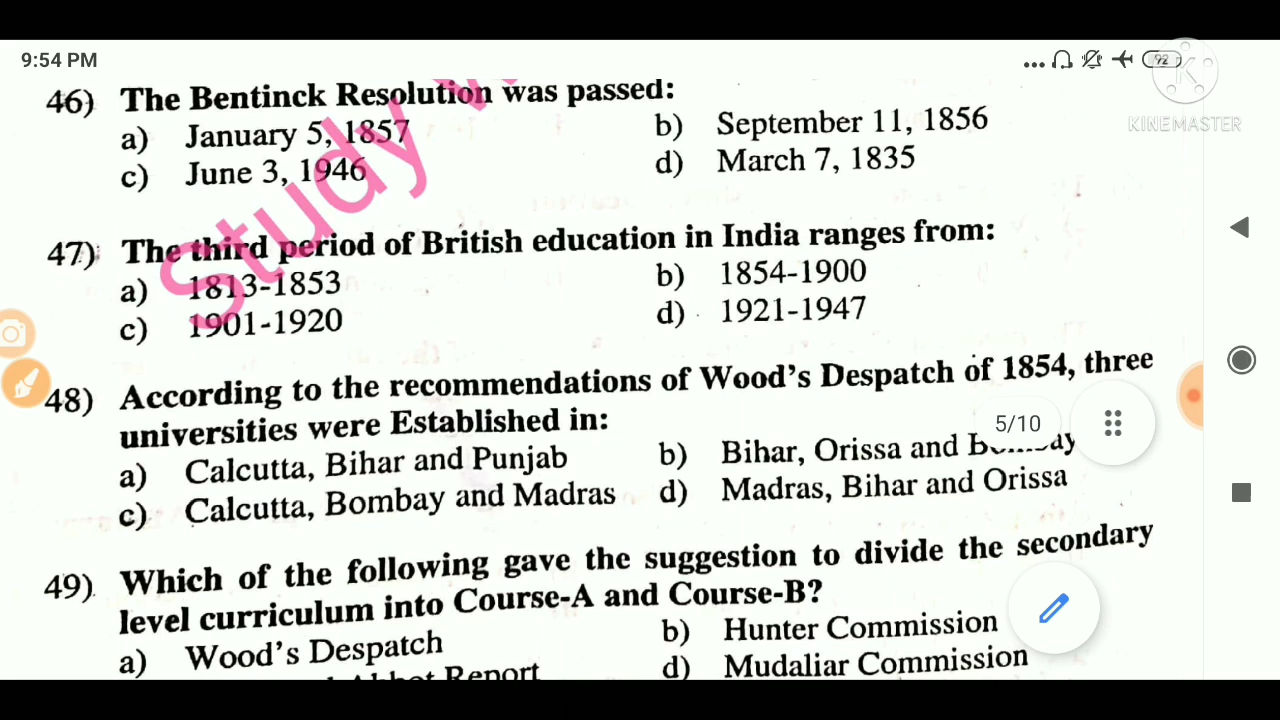 9:54 PM
92
KINEMASTER
46) The Bentinck Resolution was passed:
a) January 5, 1857 b) September 11, 1856
c) June 3, 1946 d) March 7, 1835
Study
47) The third period of British education in India ranges from:
a) 1813-1853 b) 1854-1900
c) 1901-1920 d) 1921-1947
48) According to the recommendations of Wood's Despatch of 1854, three
universities were Established in:
5/10
a) Calcutta, Bihar and Punjab b) Bihar, Orissa and
c) Calcutta, Bombay and Madras d) Madras, Bihar and Orissa
49) Which of the following gave the suggestion to divide the secondary
level curriculum into Course-A and Course-B?
a) Wood's Despatch b) Hunter Commission
Report d) Mudaliar Commission